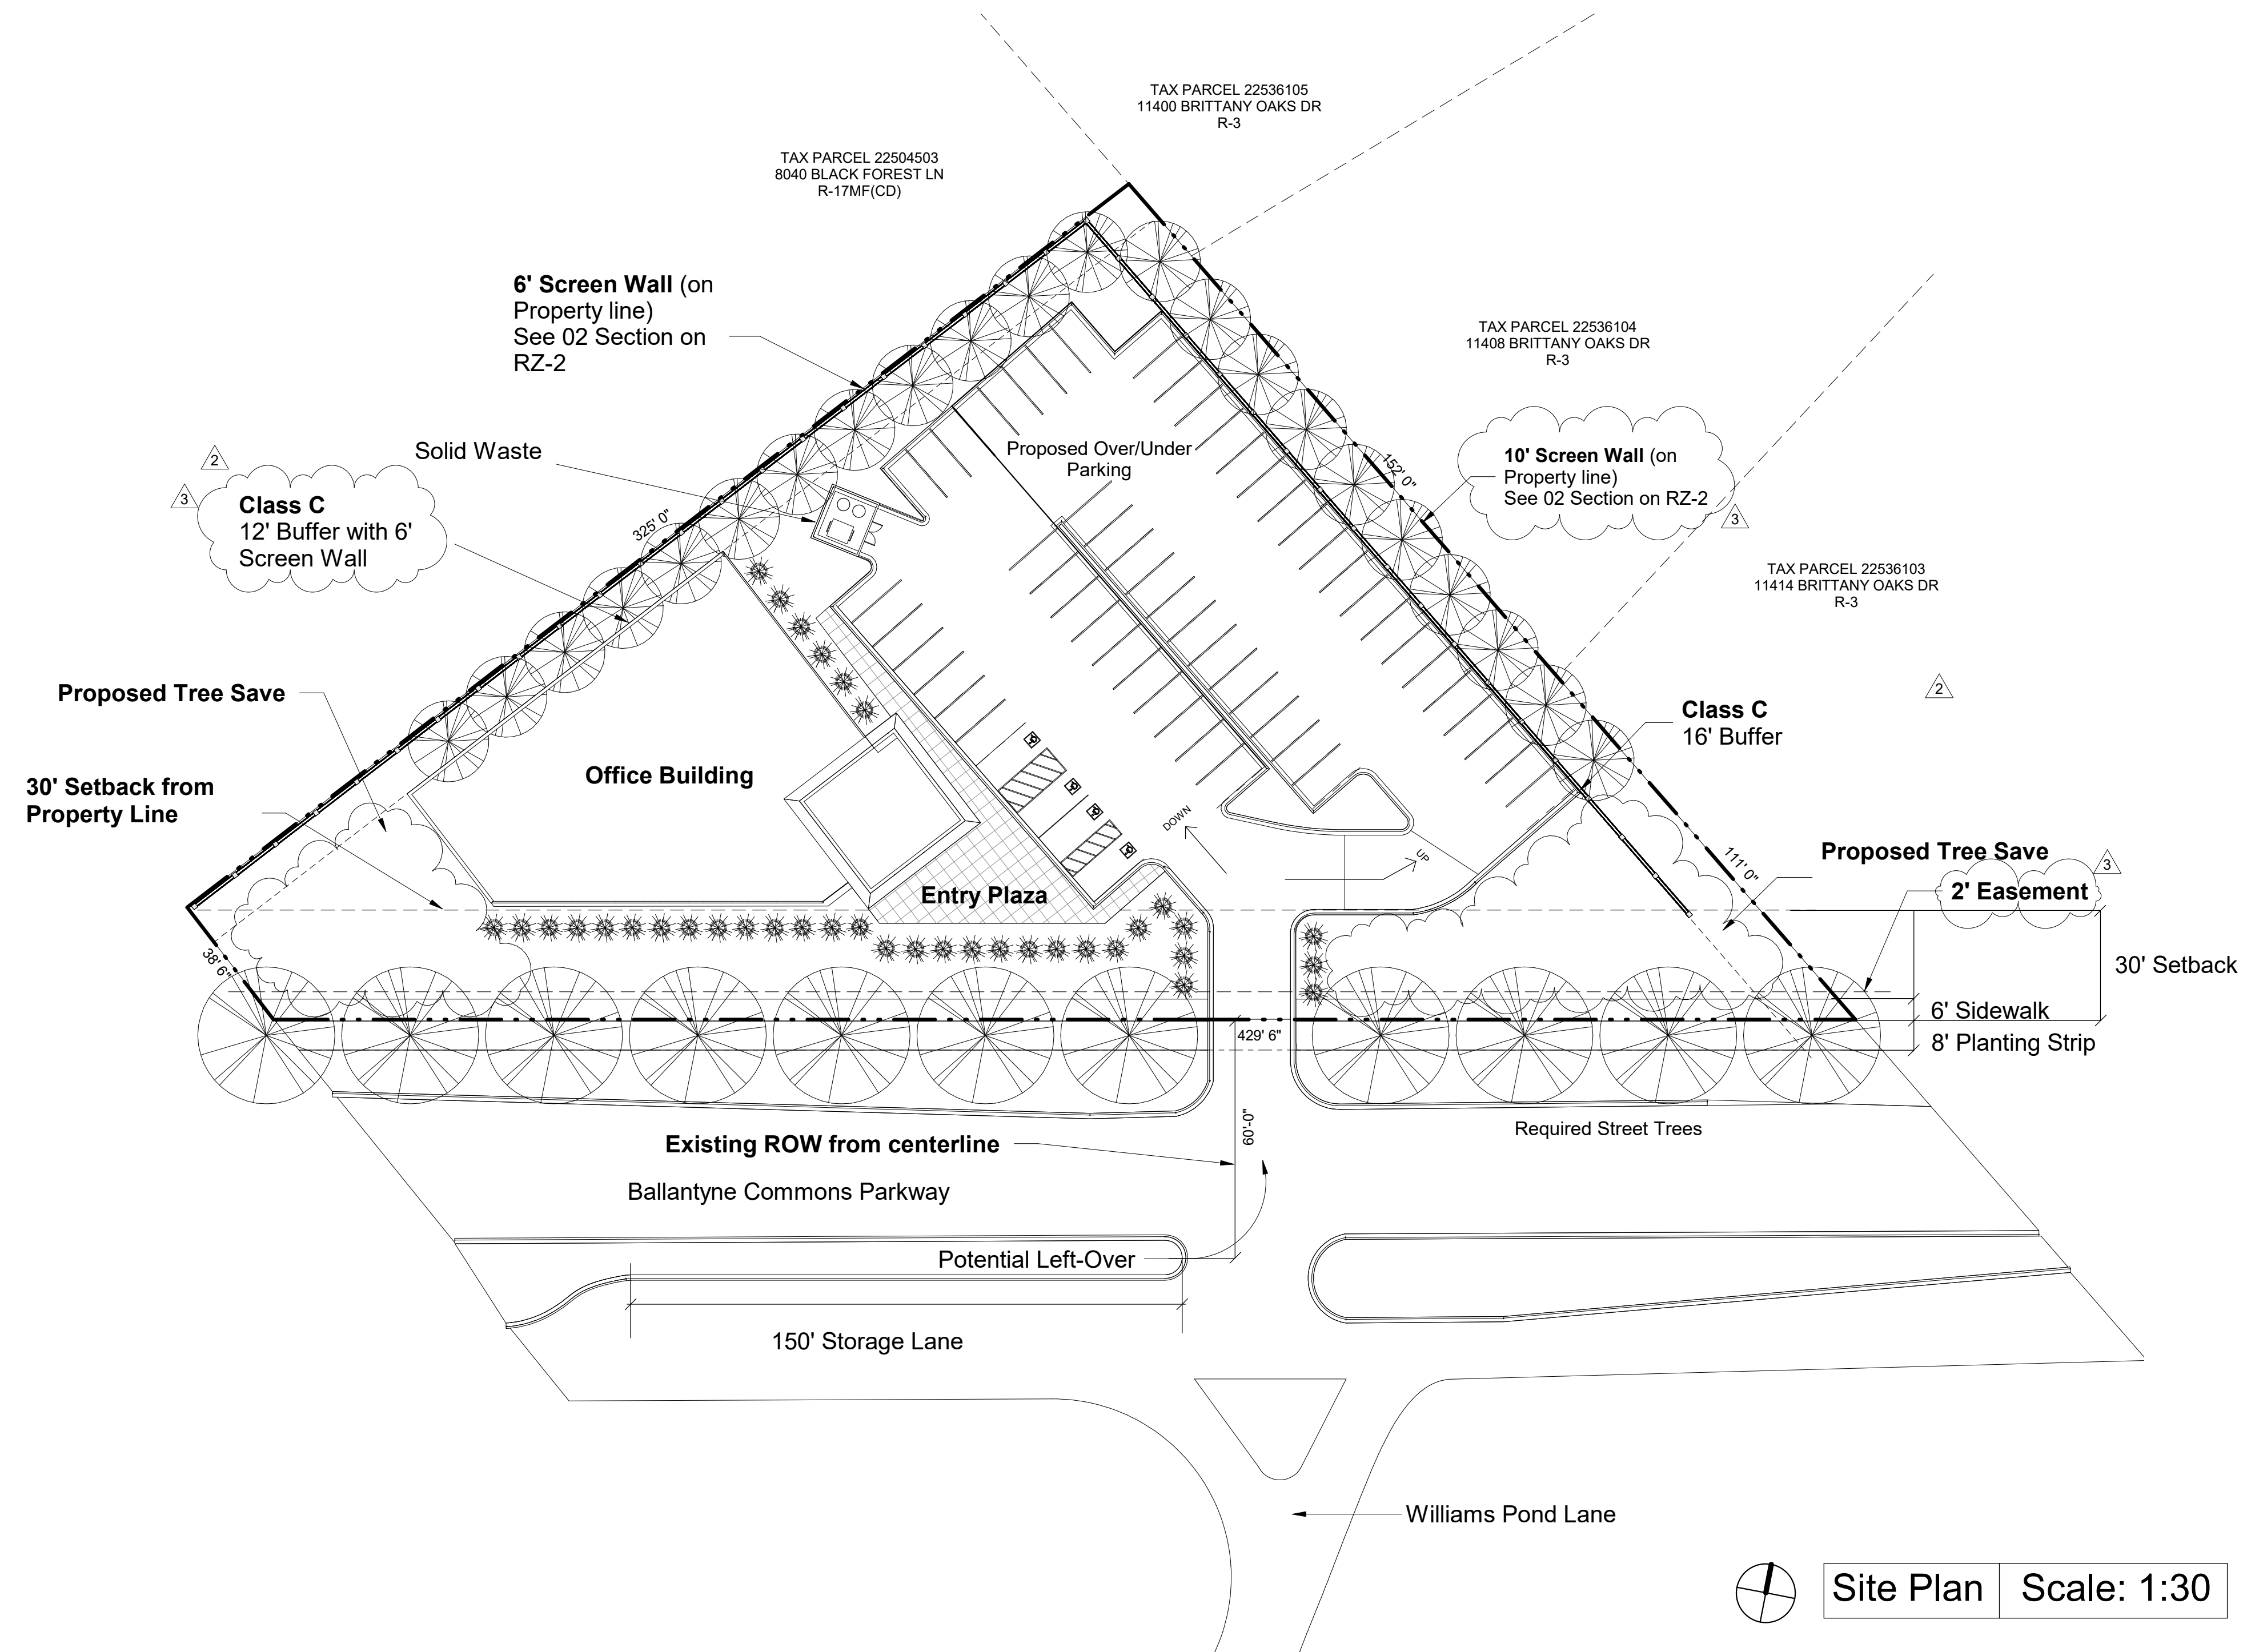 TAX PARCEL 22536105
11400 BRITTANY OAKS DR
R-3
TAX PARCEL 22504503
8040 BLACK FOREST LN
R-17MF(CD)
6' Screen Wall (on
Property line)
See 02 Section on
RZ-2
TAX PARCEL 22536104
11408 BRITTANY OAKS DR
R-3
Solid Waste
Proposed Over/Under
Parking
152' 0"
10' Screen Wall (on
Property line)
See 02 Section on RZ-2
3
2
3
Class C
12' Buffer with 6'
Screen Wall
325' 0"
TAX PARCEL 22536103
11414 BRITTANY OAKS DR
R-3
2
Proposed Tree Save
Class C
16' Buffer
30' Setback from
Property Line
Office Building
DOWN
UP
Entry Plaza
111' 0"
Proposed Tree Save
3
2' Easement
38' 6"
30' Setback
6' Sidewalk
8' Planting Strip
429' 6"
60'-0"
Required Street Trees
Existing ROW from centerline
Ballantyne Commons Parkway
Potential Left-Over
150' Storage Lane
Williams Pond Lane
Site Plan Scale: 1:30